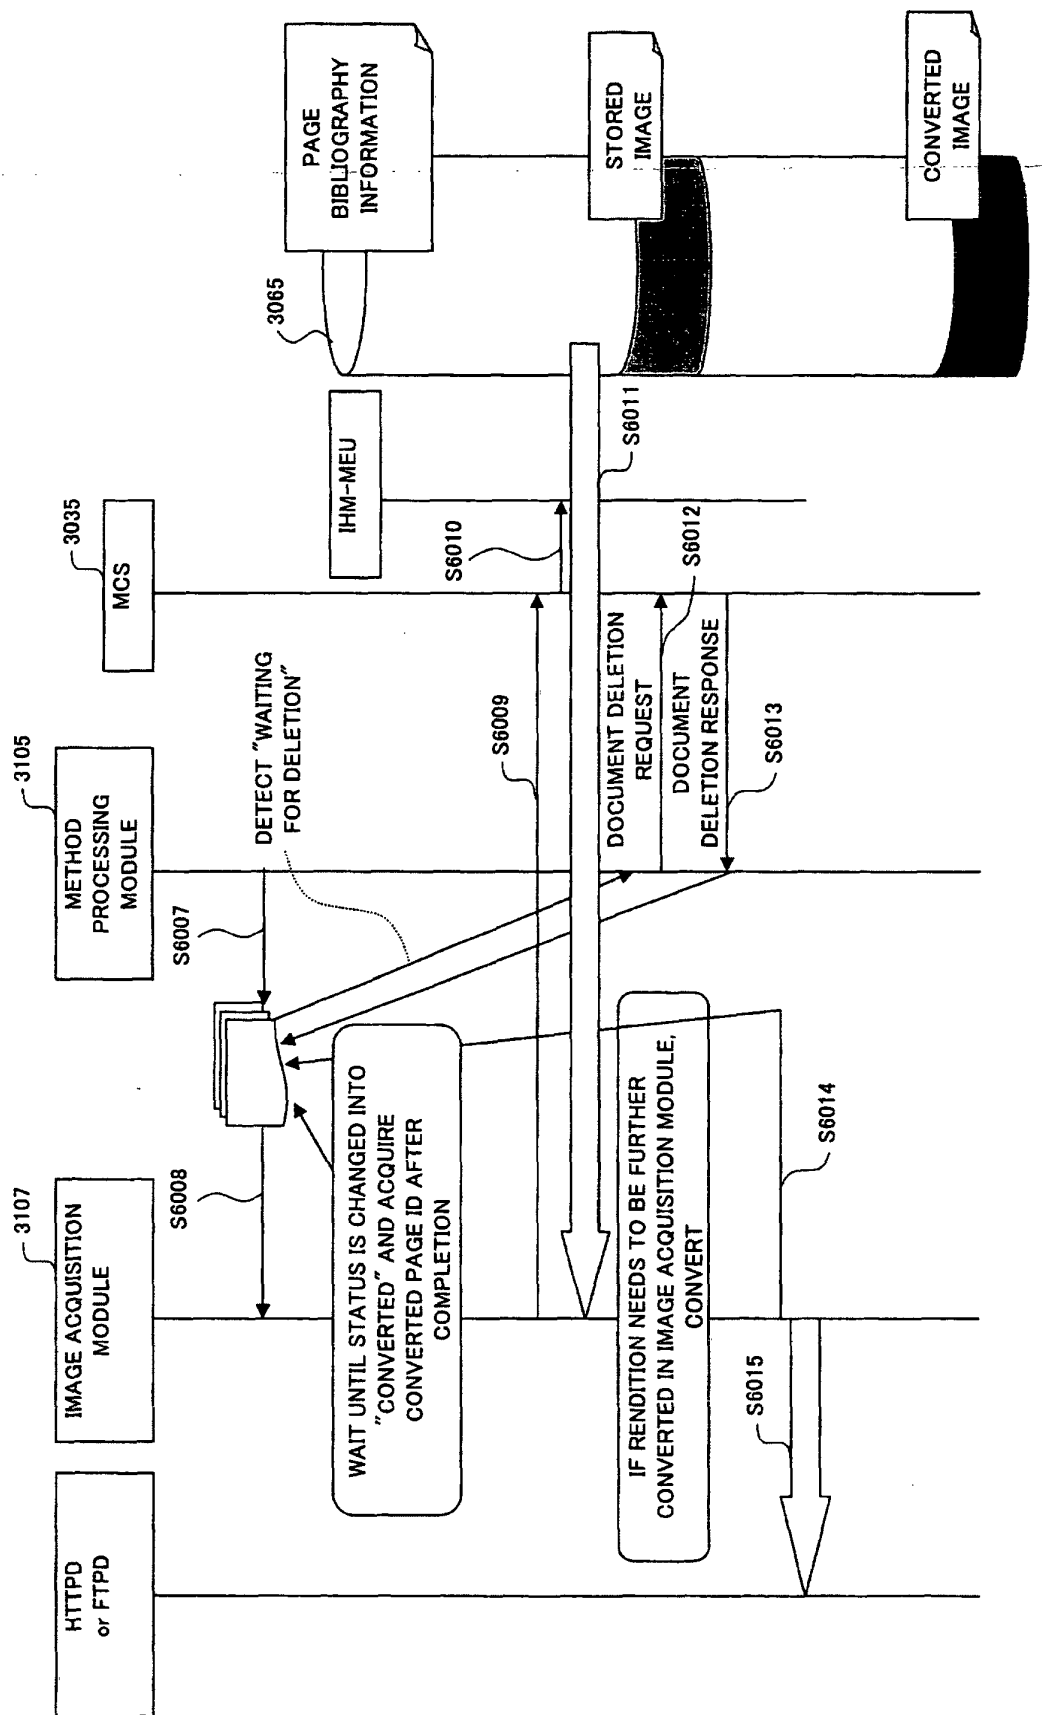 HTTPD
or FTPD
3107
IMAGE ACQUISITION
MODULE
3105
METHOD
PROCESSING
MODULE
3035
MCS
IHM-MEU
3065
PAGE
BIBLIOGRAPHY
INFORMATION
STORED
IMAGE
CONVERTED
IMAGE
S6007
S6008
DETECT "WAITING
FOR DELETION"
WAIT UNTIL STATUS IS CHANGED INTO
"CONVERTED" AND ACQUIRE
CONVERTED PAGE ID AFTER
COMPLETION
S6009
S6010
S6011
DOCUMENT DELETION
REQUEST
S6012
DOCUMENT
DELETION RESPONSE
S6013
IF RENDITION NEEDS TO BE FURTHER
CONVERTED IN IMAGE ACQUISITION MODULE,
CONVERT
S6014
S6015